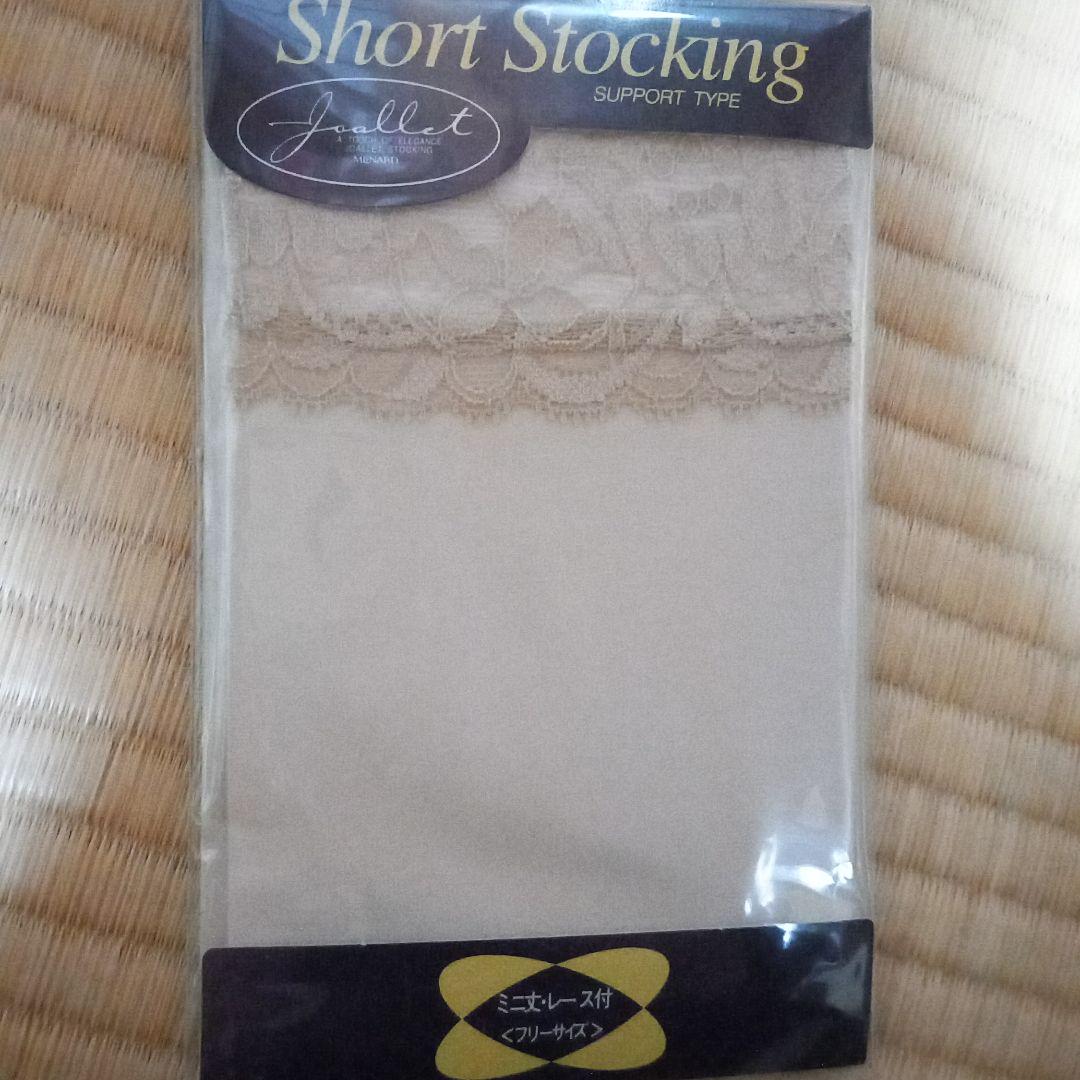 Short Stocking
SUPPORT TYPE
Joallet
A TOUCH OF ELEGANCE
JOALLET STOCKING
MENARD
ミニ丈・レース付
<フリーサイズ>